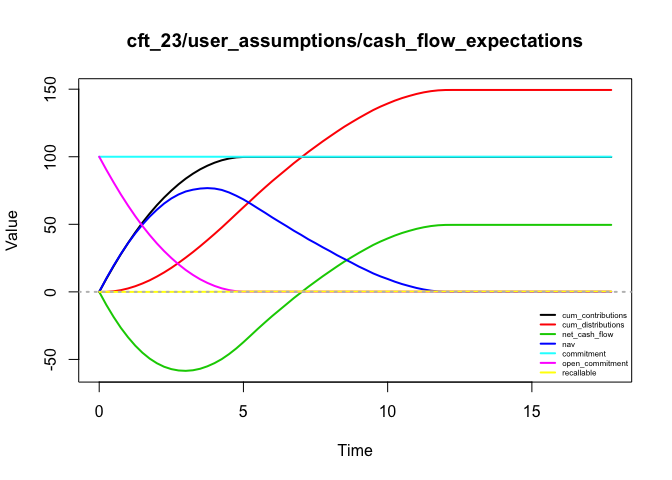 cft_23/user_assumptions/cash_flow_expectations
Value
150
100
50
0
-50
cum_contributions
cum_distributions
net_cash_flow
nav
commitment
open_commitment
recallable
0 5 10 15
Time